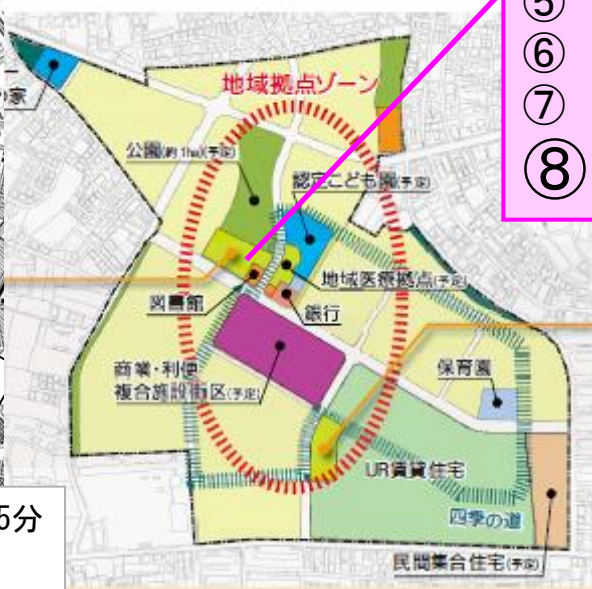 ⑤
⑥
⑦
⑧
家
地域拠点ゾーン
公園(約1ha)(予定)
認定こども園(予定)
地域医療拠点(予定)
図書館
銀行
商業・利便
複合施設街区(予定)
保育園
UR賃貸住宅
5分
四季の道
民間集合住宅(予定)